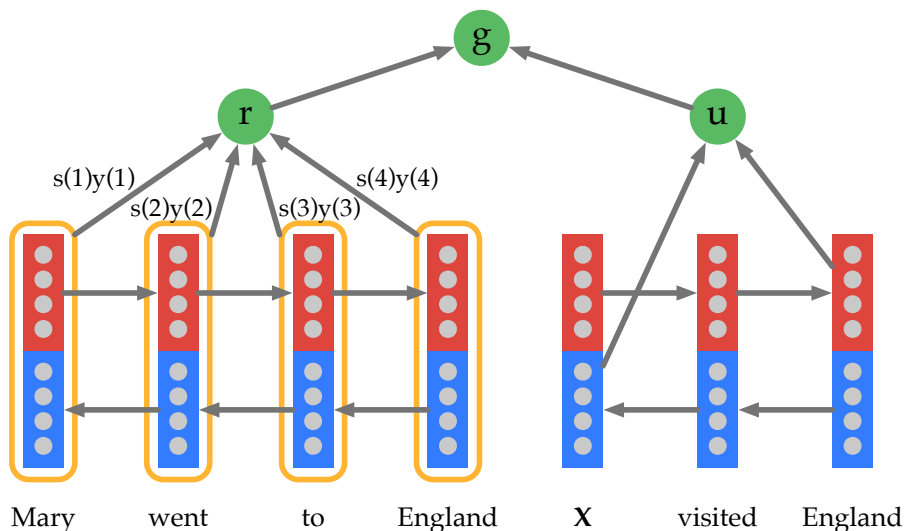 g
r
u
s(1)y(1)
s(4)y(4)
s(2)y(2)
s(3)y(3)
Mary went to England X visited England